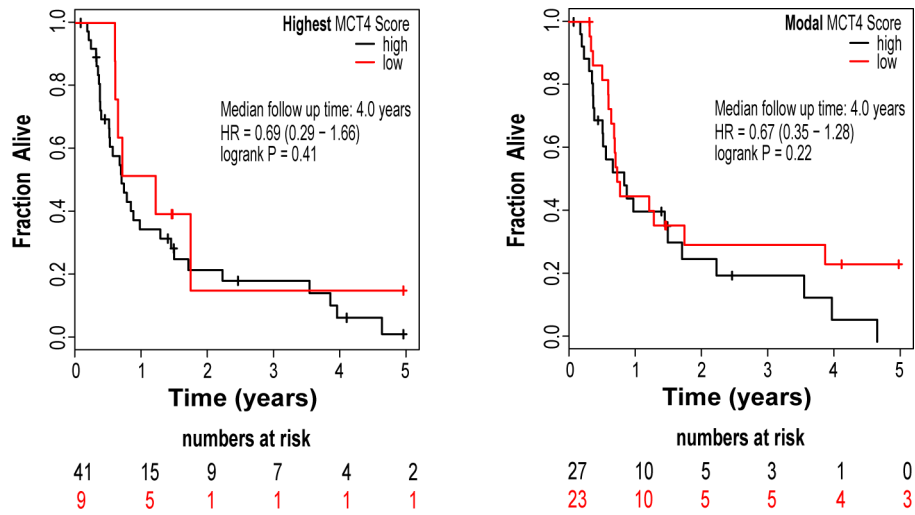 Highest MCT4 Score
high
low
Median follow up time: 4.0 years
HR = 0.69 (0.29 – 1.66)
logrank P = 0.41
Fraction Alive
1.0
0.8
0.6
0.4
0.2
0.0
0 1 2 3 4 5
Time (years)
numbers at risk
41 15 9 7 4 2
9 5 1 1 1 1
Modal MCT4 Score
high
low
Median follow up time: 4.0 years
HR = 0.67 (0.35 – 1.28)
logrank P = 0.22
Fraction Alive
1.0
0.8
0.6
0.4
0.2
0.0
0 1 2 3 4 5
Time (years)
numbers at risk
27 10 5 3 1 0
23 10 5 5 4 3